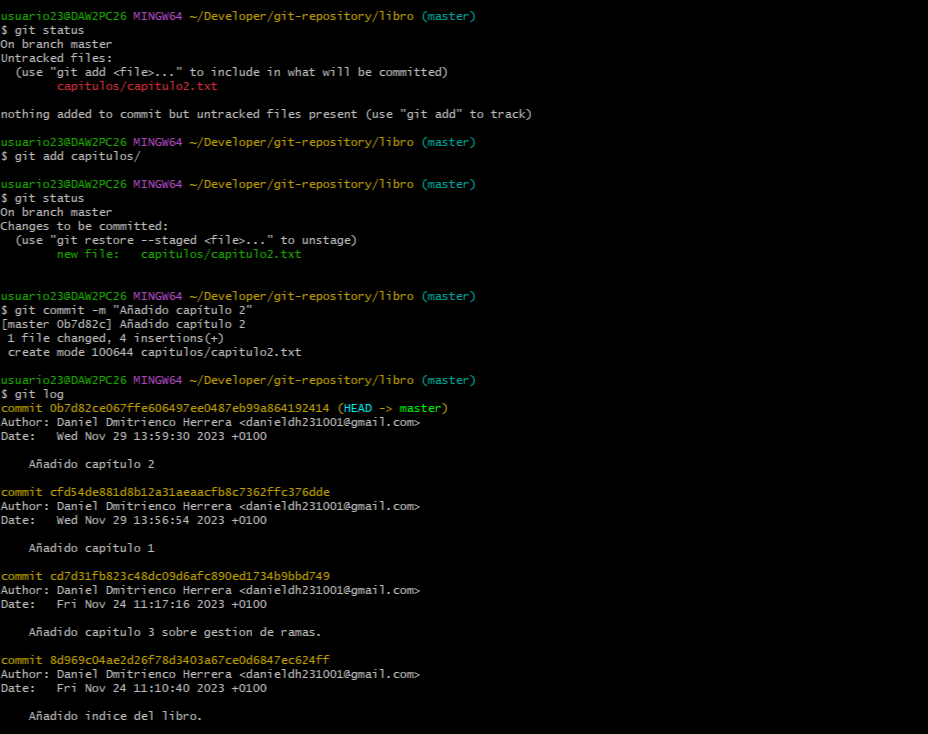 usuario23@DAW2PC26 MINGW64 ~/Developer/git-repository/libro (master)
$ git status
On branch master
Untracked files:
  (use "git add <file>..." to include in what will be committed)
        capitulos/capitulo2.txt

nothing added to commit but untracked files present (use "git add" to track)

usuario23@DAW2PC26 MINGW64 ~/Developer/git-repository/libro (master)
$ git add capitulos/

usuario23@DAW2PC26 MINGW64 ~/Developer/git-repository/libro (master)
$ git status
On branch master
Changes to be committed:
  (use "git restore --staged <file>..." to unstage)
        new file:   capitulos/capitulo2.txt


usuario23@DAW2PC26 MINGW64 ~/Developer/git-repository/libro (master)
$ git commit -m "Añadido capítulo 2"
[master 0b7d82c] Añadido capítulo 2
 1 file changed, 4 insertions(+)
 create mode 100644 capitulos/capitulo2.txt

usuario23@DAW2PC26 MINGW64 ~/Developer/git-repository/libro (master)
$ git log
commit 0b7d82ce067ffe606497ee0487eb99a864192414 (HEAD -> master)
Author: Daniel Dmitrienco Herrera <danieldh231001@gmail.com>
Date:   Wed Nov 29 13:59:30 2023 +0100

    Añadido capítulo 2

commit cfd54de881d8b12a31aeaacfb8c7362ffc376dde
Author: Daniel Dmitrienco Herrera <danieldh231001@gmail.com>
Date:   Wed Nov 29 13:56:54 2023 +0100

    Añadido capítulo 1

commit cd7d31fb823c48dc09d6afc890ed1734b9bbd749
Author: Daniel Dmitrienco Herrera <danieldh231001@gmail.com>
Date:   Fri Nov 24 11:17:16 2023 +0100

    Añadido capitulo 3 sobre gestion de ramas.

commit 8d969c04ae2d26f78d3403a67ce0d6847ec624ff
Author: Daniel Dmitrienco Herrera <danieldh231001@gmail.com>
Date:   Fri Nov 24 11:10:40 2023 +0100

    Añadido indice del libro.